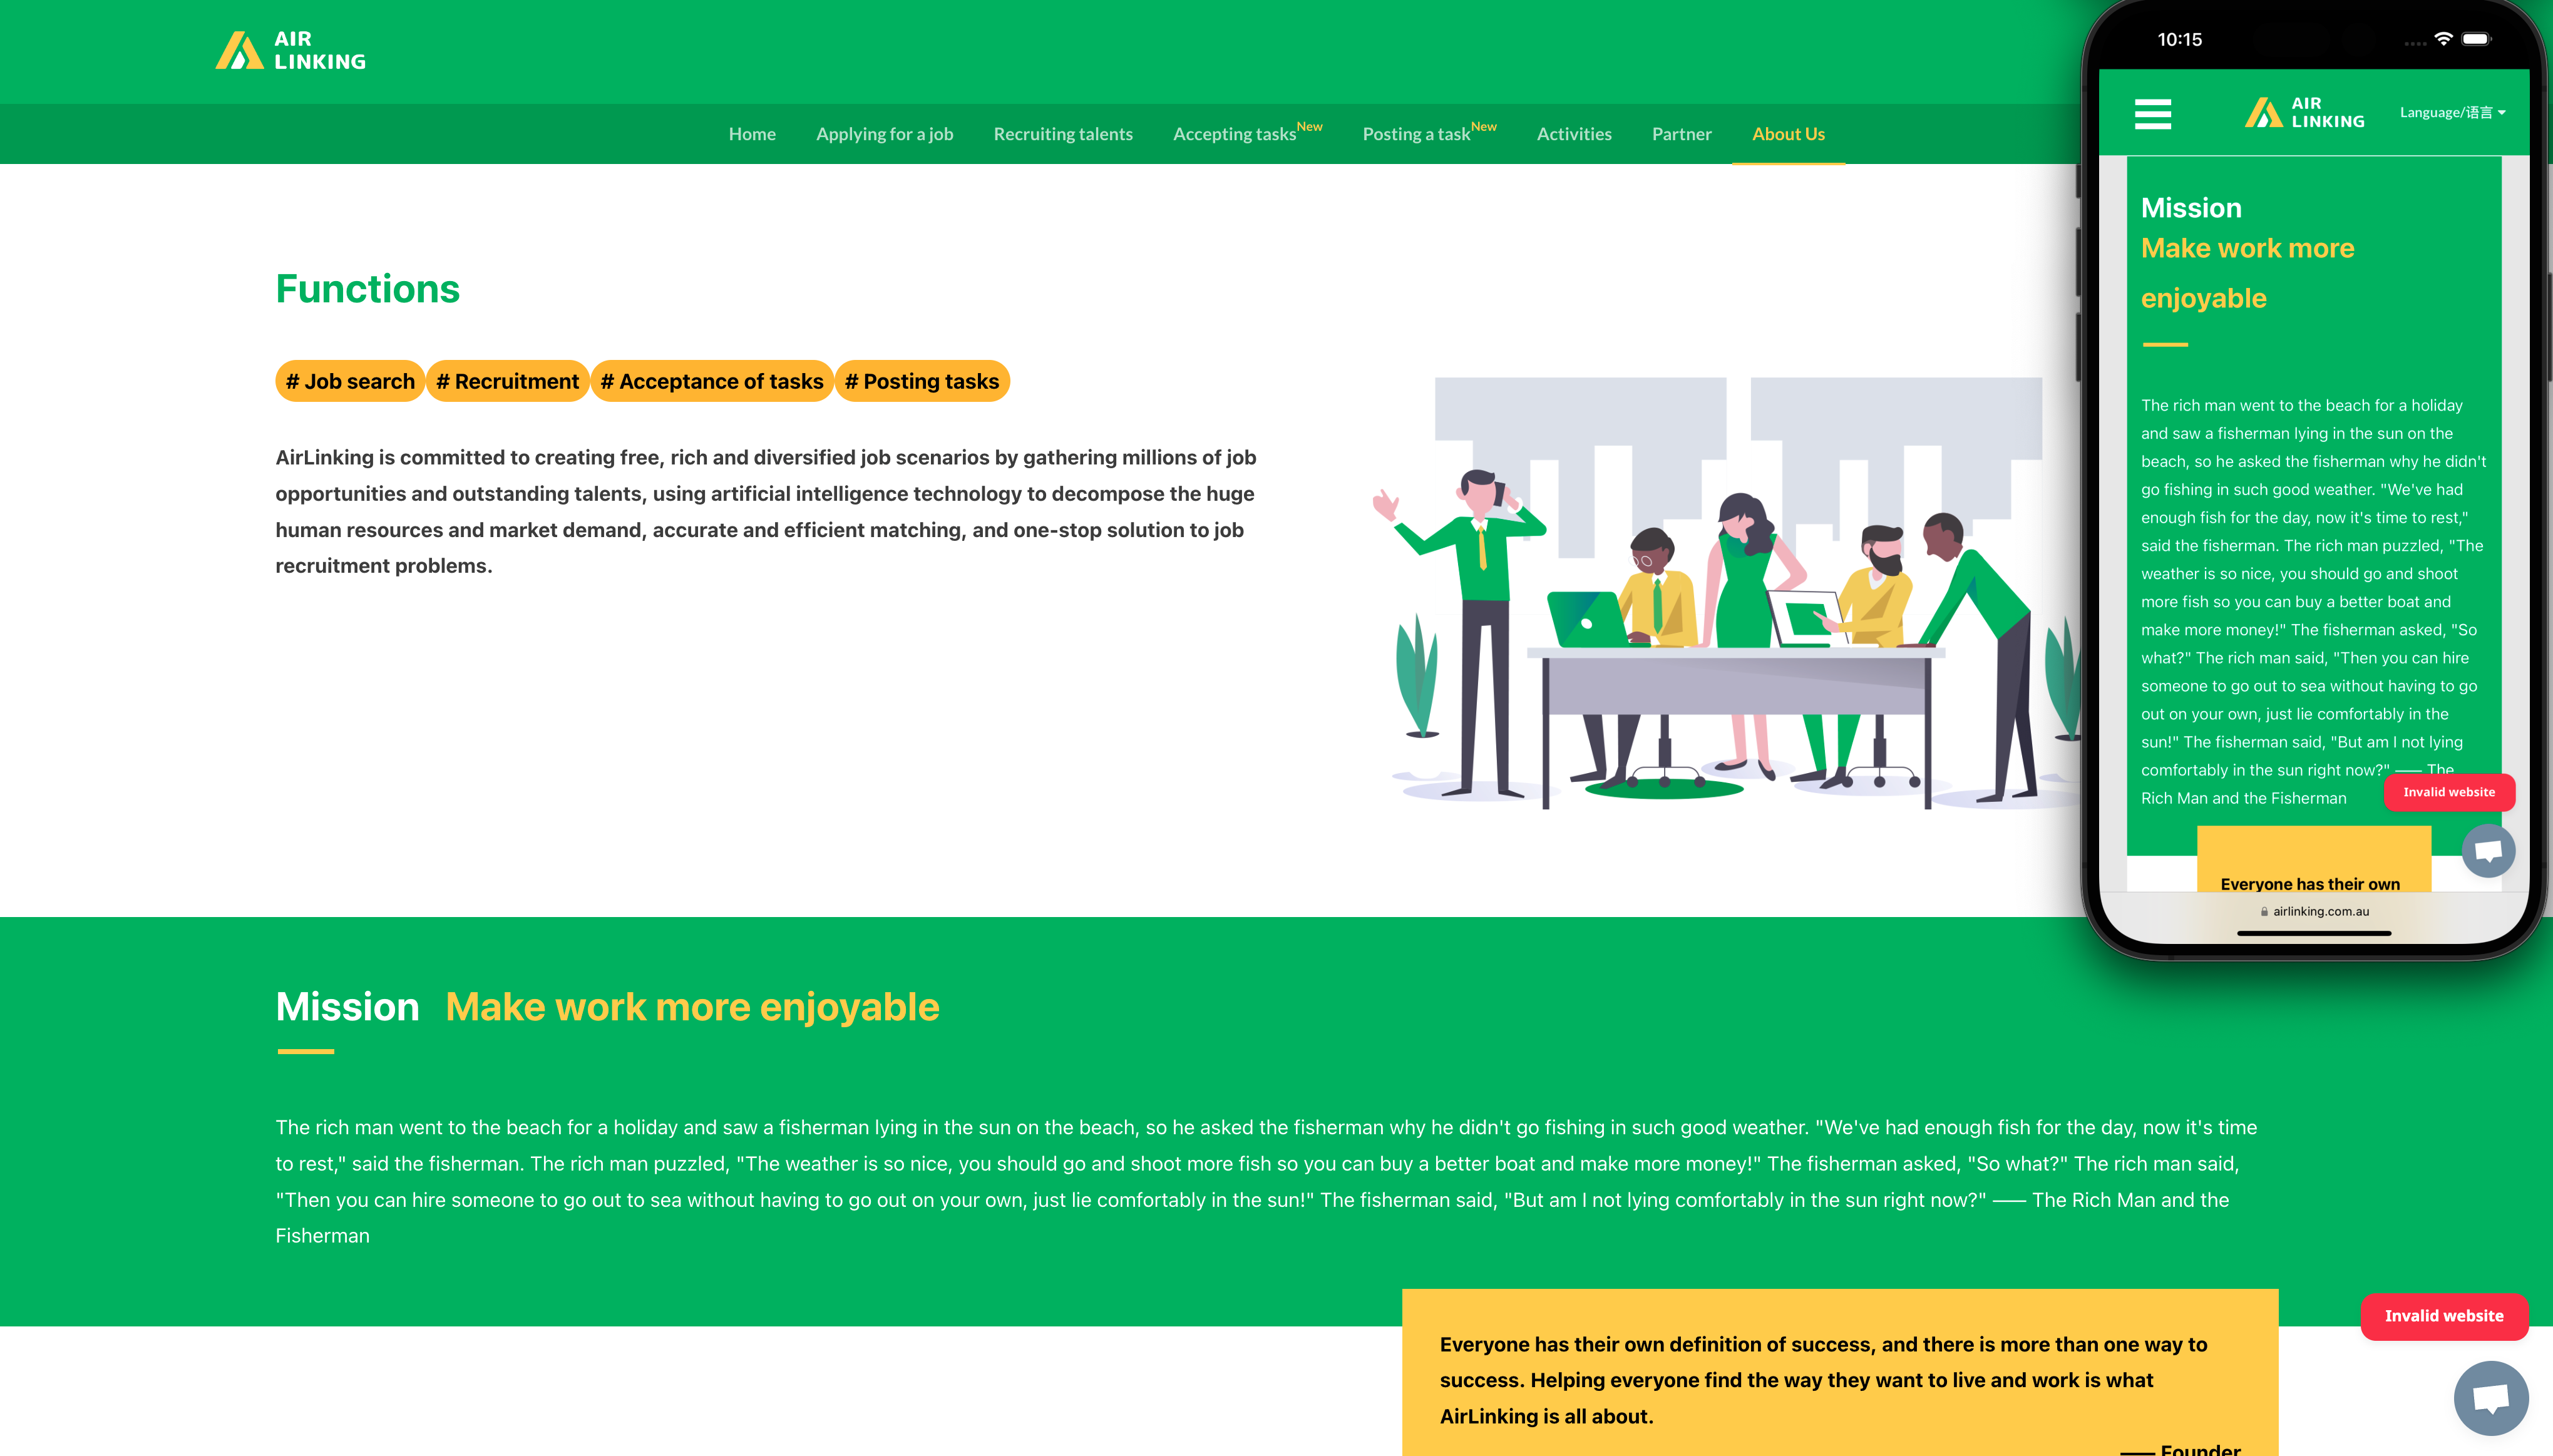 AIR
LINKING
Home
Applying for a job
Recruiting talents
Accepting tasks New
Posting a task New
Activities
Partner
About Us
Functions
# Job search
# Recruitment
# Acceptance of tasks
# Posting tasks
AirLinking is committed to creating free, rich and diversified job scenarios by gathering millions of job
opportunities and outstanding talents, using artificial intelligence technology to decompose the huge
human resources and market demand, accurate and efficient matching, and one-stop solution to job
recruitment problems.
Mission Make work more enjoyable
The rich man went to the beach for a holiday and saw a fisherman lying in the sun on the beach, so he asked the fisherman why he didn't go fishing in such good weather. "We've had enough fish for the day, now it's time
to rest," said the fisherman. The rich man puzzled, "The weather is so nice, you should go and shoot more fish so you can buy a better boat and make more money!" The fisherman asked, "So what?" The rich man said,
"Then you can hire someone to go out to sea without having to go out on your own, just lie comfortably in the sun!" The fisherman said, "But am I not lying comfortably in the sun right now?" —— The Rich Man and the
Fisherman
Everyone has their own definition of success, and there is more than one way to
success. Helping everyone find the way they want to live and work is what
AirLinking is all about.
—— Founder
Invalid website
10:15
AIR
LINKING
Language/语言
Mission
Make work more
enjoyable
The rich man went to the beach for a holiday
and saw a fisherman lying in the sun on the
beach, so he asked the fisherman why he didn't
go fishing in such good weather. "We've had
enough fish for the day, now it's time to rest,"
said the fisherman. The rich man puzzled, "The
weather is so nice, you should go and shoot
more fish so you can buy a better boat and
make more money!" The fisherman asked, "So
what?" The rich man said, "Then you can hire
someone to go out to sea without having to go
out on your own, just lie comfortably in the
sun!" The fisherman said, "But am I not lying
comfortably in the sun right now?" —— The
Rich Man and the Fisherman
Invalid website
Everyone has their own
airlinking.com.au